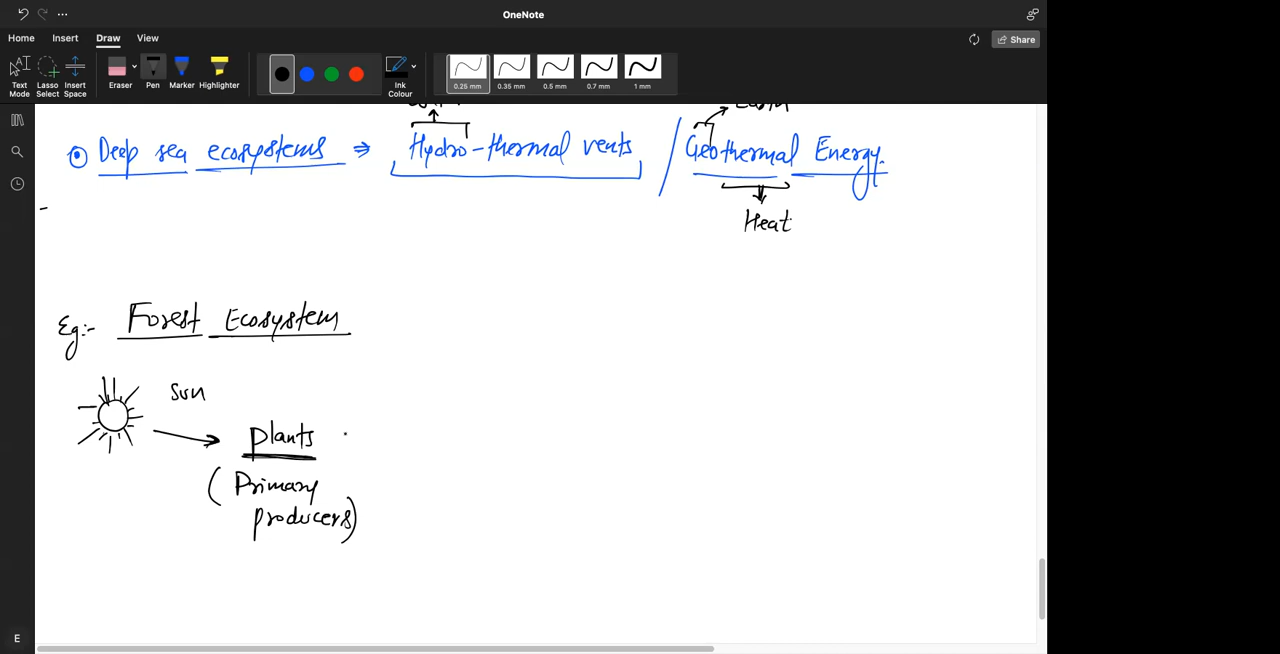 OneNote
Home Insert Draw View
Share
Text Mode
Lasso Select
Insert Space
Eraser
Pen
Marker
Highlighter
Ink Colour
0.25 mm
0.35 mm
0.5 mm
0.7 mm
1 mm
Deep sea ecosystems ⇒ Hydro-thermal vents / Geothermal Energy.
Heat
Eg:- Forest Ecosystem
Sun
plants
(Primary
producers)
E